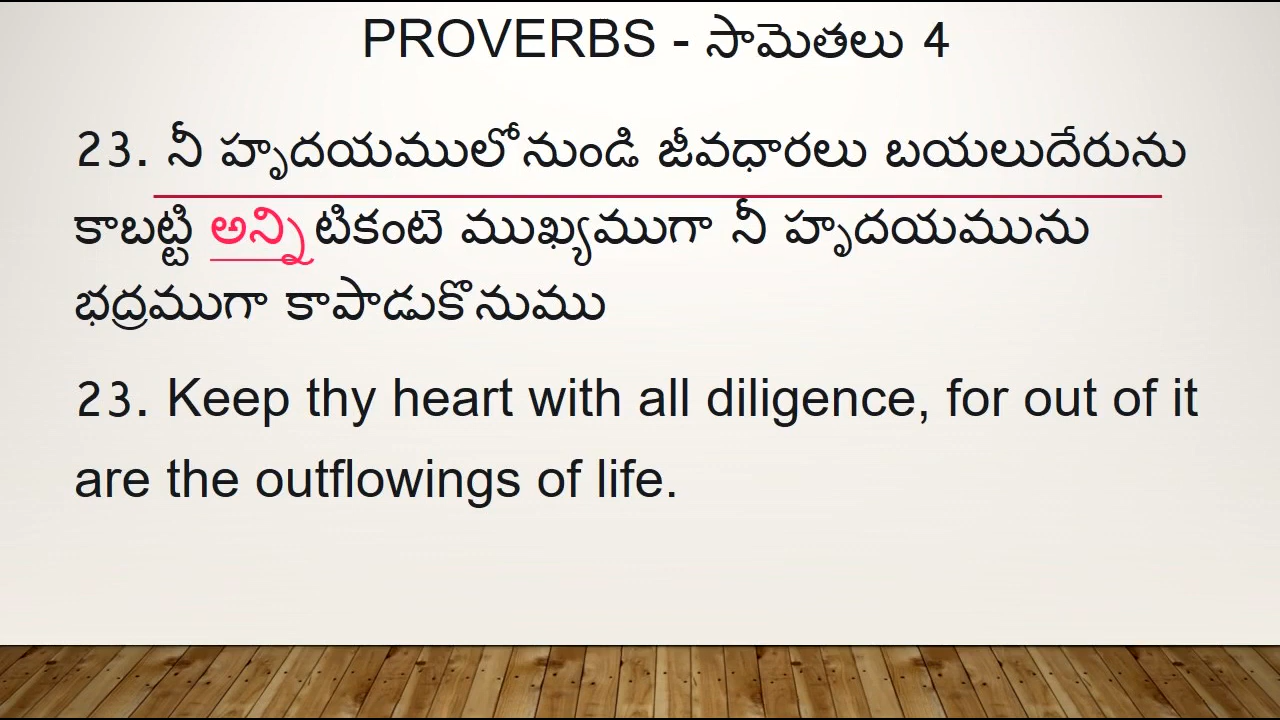 PROVERBS - సామెతలు 4
23. నీ హృదయములోనుండి జీవధారలు బయలుదేరును
కాబట్టి అన్నిటికంటె ముఖ్యముగా నీ హృదయమును
భద్రముగా కాపాడుకొనుము
23. Keep thy heart with all diligence, for out of it
are the outflowings of life.